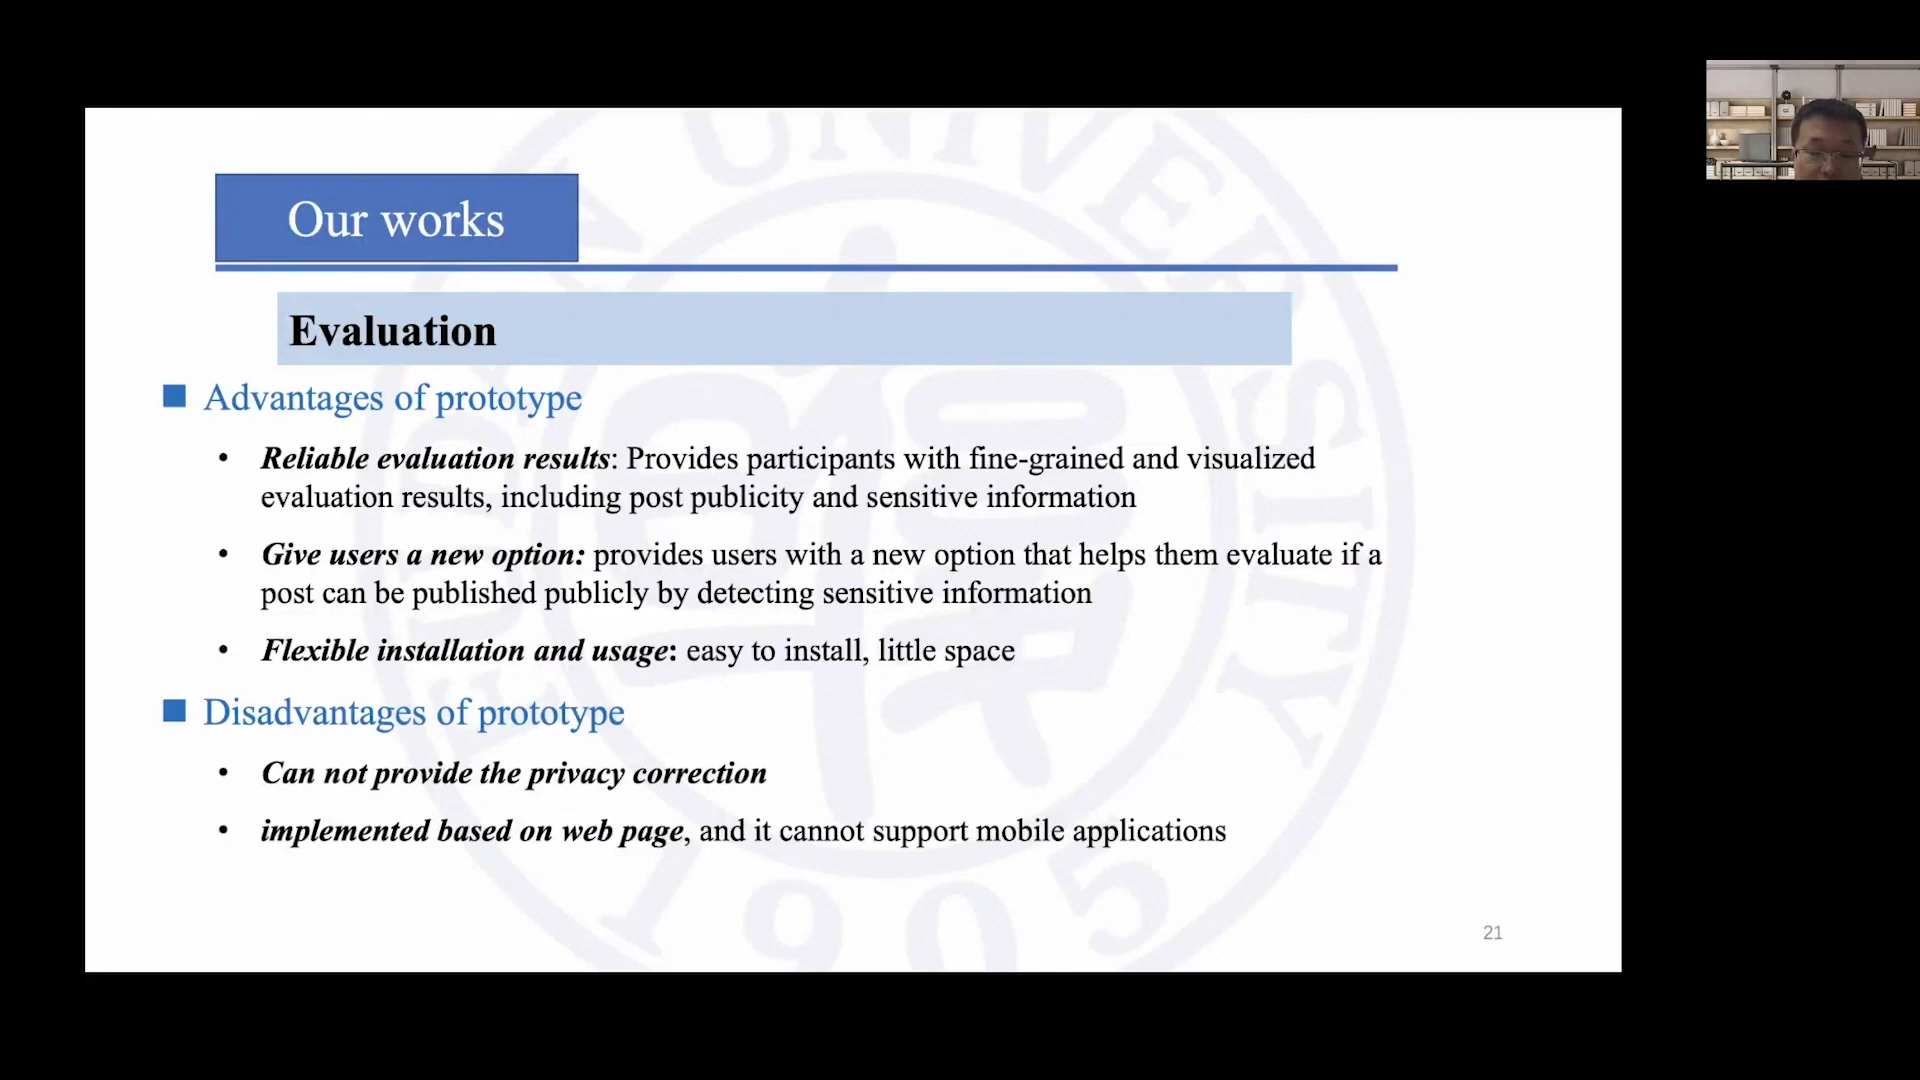 Our works
Evaluation
Advantages of prototype
• Reliable evaluation results: Provides participants with fine-grained and visualized
evaluation results, including post publicity and sensitive information
• Give users a new option: provides users with a new option that helps them evaluate if a
post can be published publicly by detecting sensitive information
• Flexible installation and usage: easy to install, little space
Disadvantages of prototype
• Can not provide the privacy correction
• implemented based on web page, and it cannot support mobile applications
21
UNIVERSITY
1905